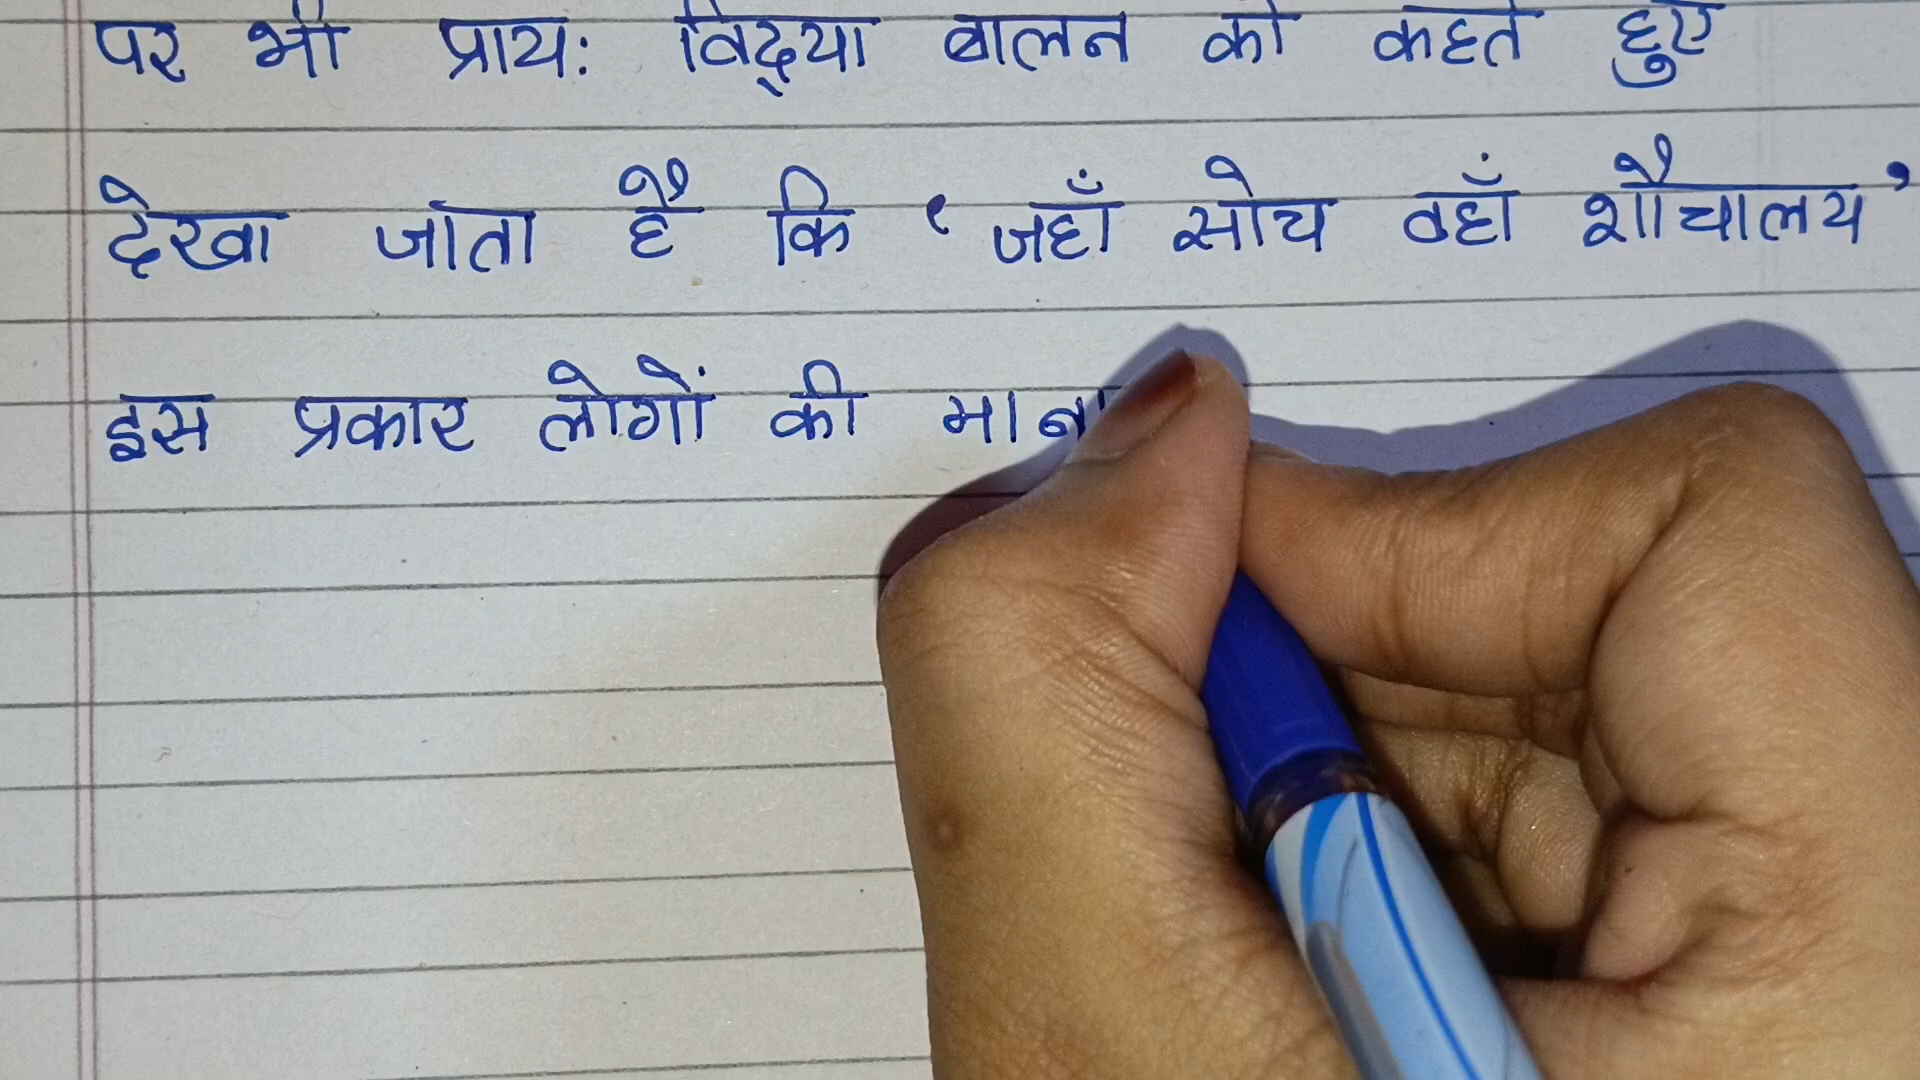 पर भी प्रायः विद्या बालन को कहते हुए
देखा जाता है कि ‘जहाँ सोच वहाँ शौचालय’
इस प्रकार लोगों की